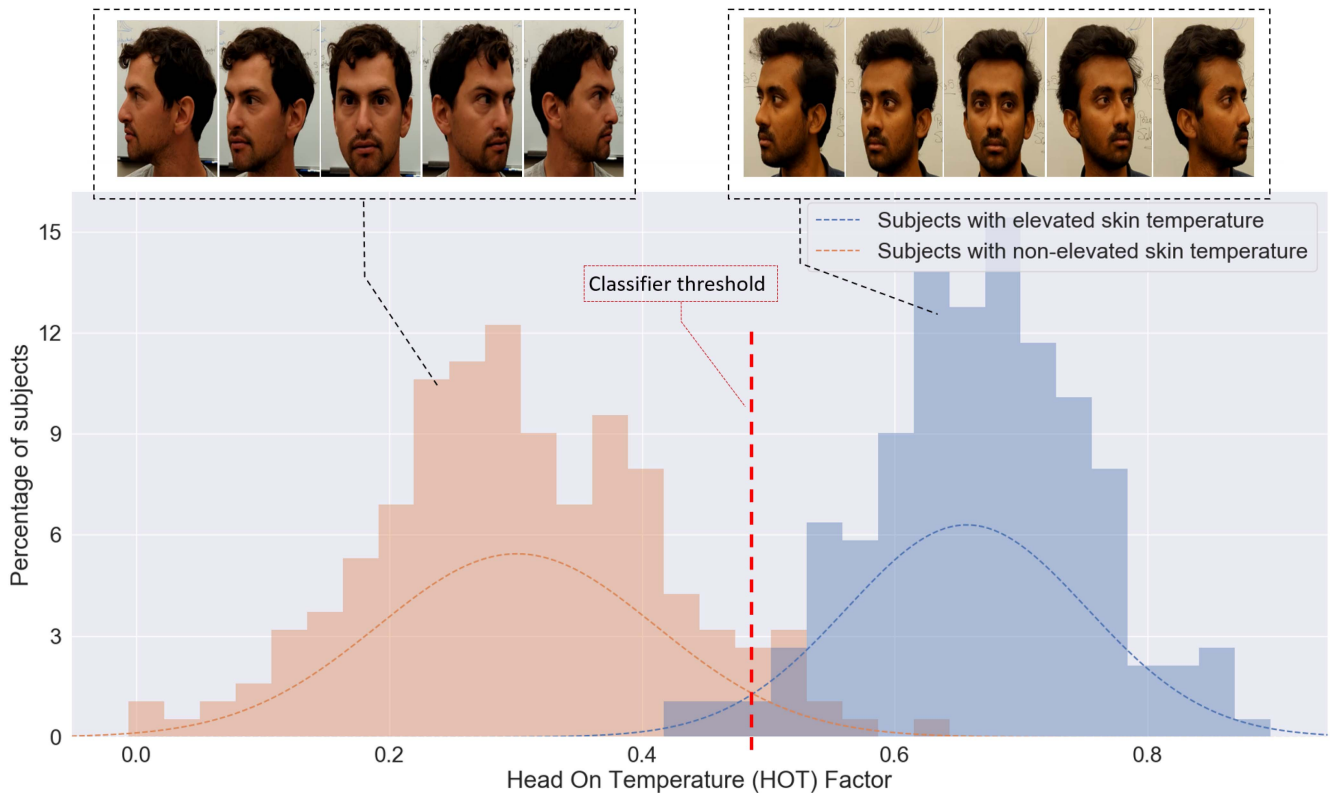 Subjects with elevated skin temperature
Subjects with non-elevated skin temperature
Classifier threshold
15
12
9
6
3
0
Percentage of subjects
0.0 0.2 0.4 0.6 0.8
Head On Temperature (HOT) Factor